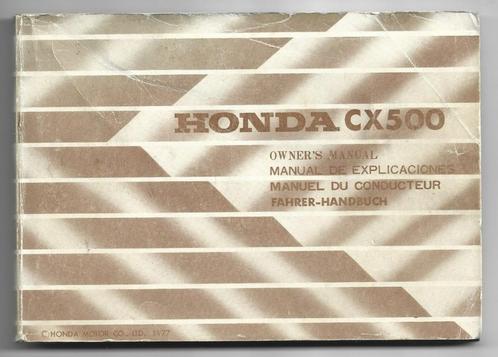 HONDA CX500
OWNER'S MANUAL
MANUAL DE EXPLICACIONES
MANUEL DU CONDUCTEUR
FAHRER-HANDBUCH
© HONDA MOTOR CO., LTD. 1977